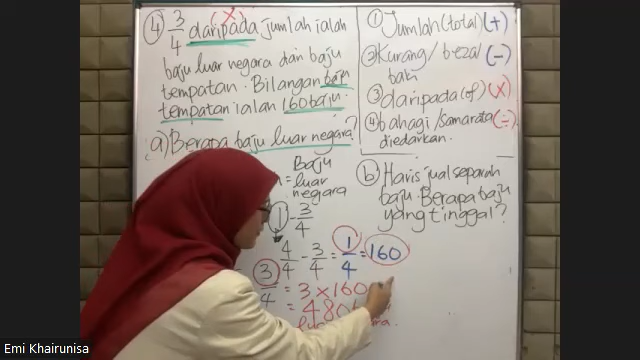 ④ 3/4 daripada jumlah ialah
(X)
baju luar negara dan baju
tempatan. Bilangan baju
tempatan ialah 160 baju.
a) Berapa baju luar negara?
Baju
= luar
negara
1 - 3/4
4/4 - 3/4 = 1/4 = 160
3/4 = 3 x 160
= 480
① Jumlah (total) (+)
② Kurang / beza / (-)
baki
③ daripada (of) (X)
④ bahagi / samarata (÷)
diedarkan.
ⓑ Haris jual separuh
baju. Berapa baju
yang tinggal?
Emi Khairunisa